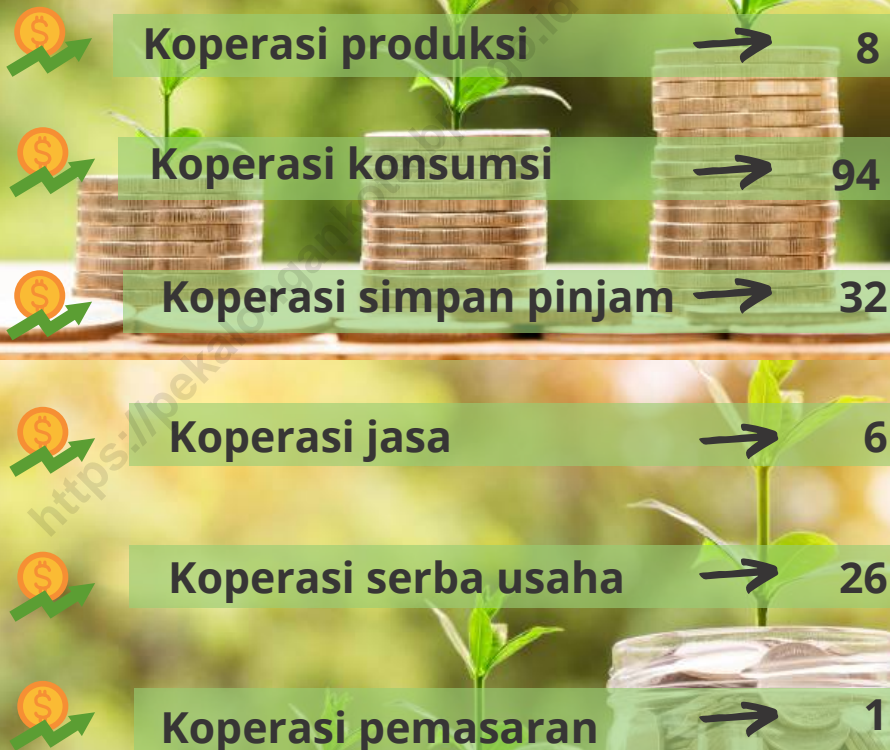 Koperasi produksi 8
Koperasi konsumsi 94
Koperasi simpan pinjam 32
Koperasi jasa 6
Koperasi serba usaha 26
Koperasi pemasaran 1